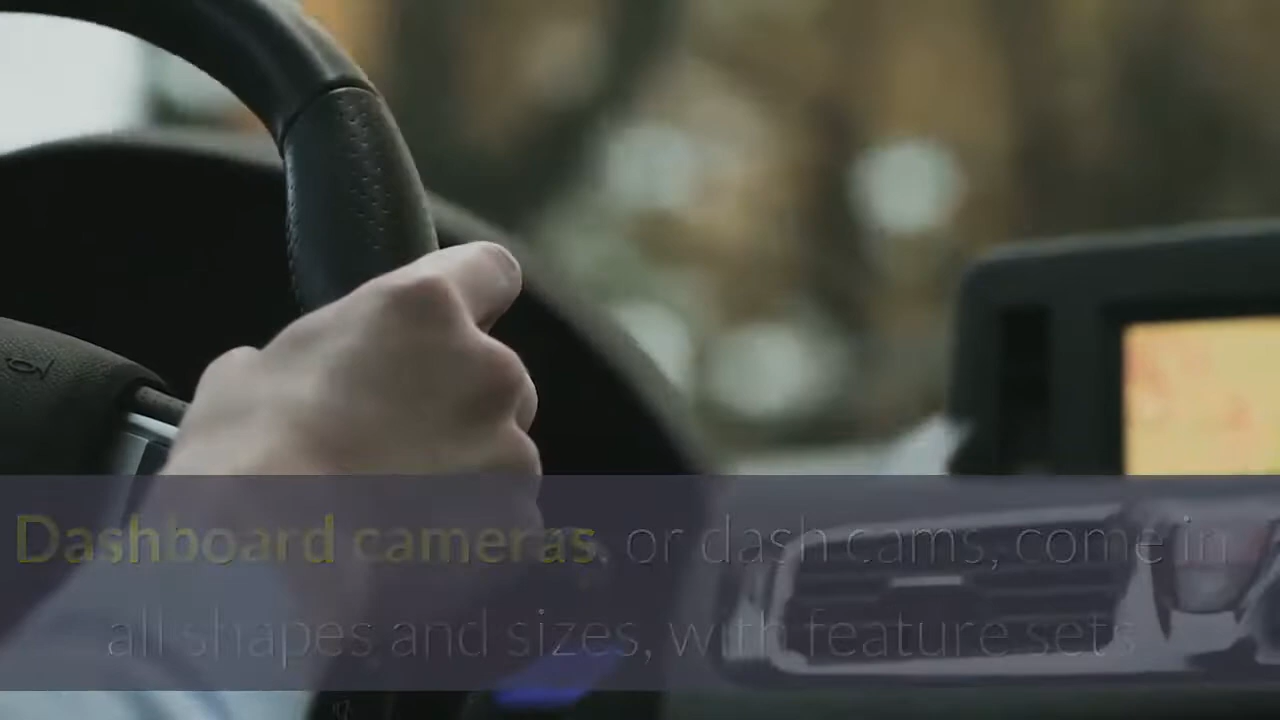 Dashboard cameras, or dash cams, come in
all shapes and sizes, with feature sets